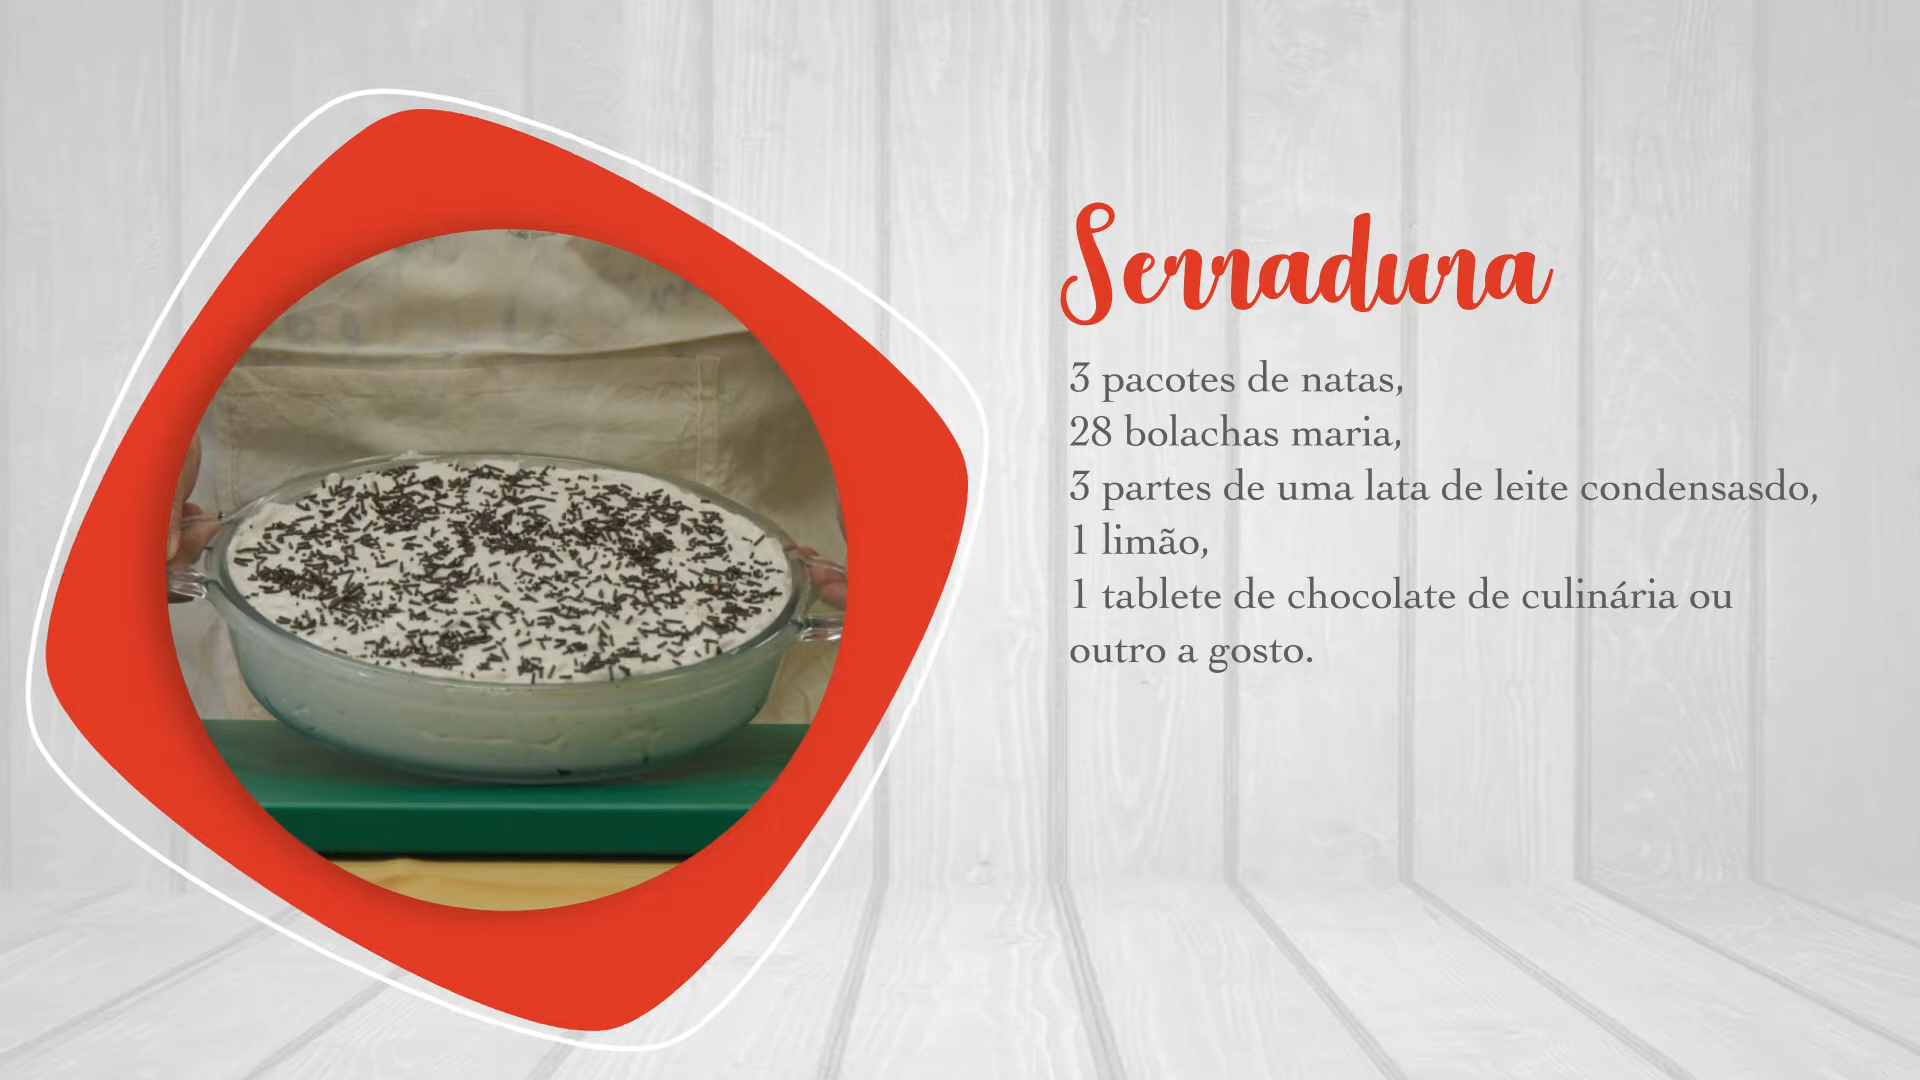 Serradura
3 pacotes de natas,
28 bolachas maria,
3 partes de uma lata de leite condensasdo,
1 limão,
1 tablete de chocolate de culinária ou
outro a gosto.